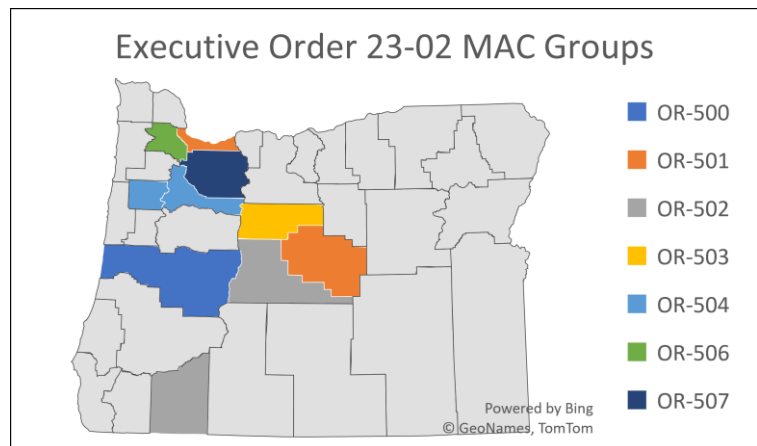 Executive Order 23-02 MAC Groups
OR-500
OR-501
OR-502
OR-503
OR-504
OR-506
OR-507
Powered by Bing
© GeoNames, TomTom